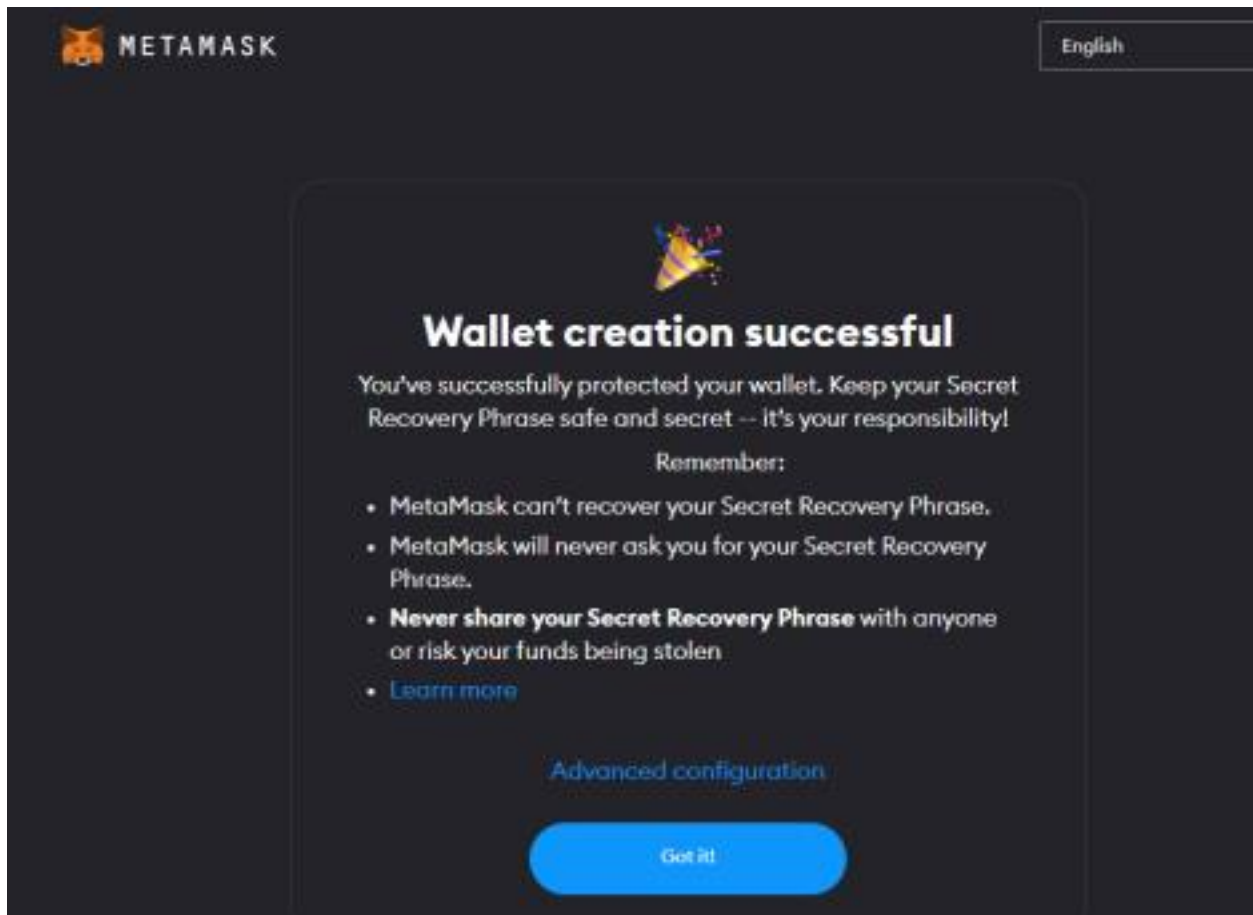 METAMASK
English
Wallet creation successful
You've successfully protected your wallet. Keep your Secret
Recovery Phrase safe and secret -- it's your responsibility!
Remember:
• MetaMask can't recover your Secret Recovery Phrase.
• MetaMask will never ask you for your Secret Recovery
Phrase.
• Never share your Secret Recovery Phrase with anyone
or risk your funds being stolen
• Learn more
Advanced configuration
Got it!